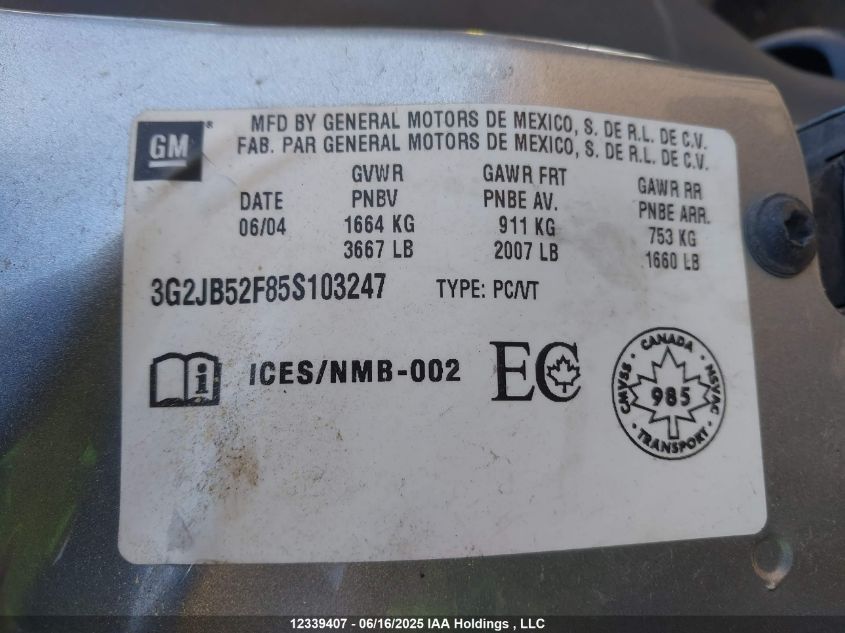 GM
MFD BY GENERAL MOTORS DE MEXICO, S. DE R.L. DE C.V.
FAB. PAR GENERAL MOTORS DE MEXICO, S. DE R.L. DE C.V.
GVWR GAWR FRT GAWR RR
DATE PNBV PNBE AV. PNBE ARR.
06/04 1664 KG 911 KG 753 KG
3667 LB 2007 LB 1660 LB
3G2JB52F85S103247 TYPE: PC/VT
i ICES/NMB-002 EC
CANADA
CMVSS 985 NSVAC
TRANSPORT
12339407 - 06/16/2025 IAA Holdings , LLC